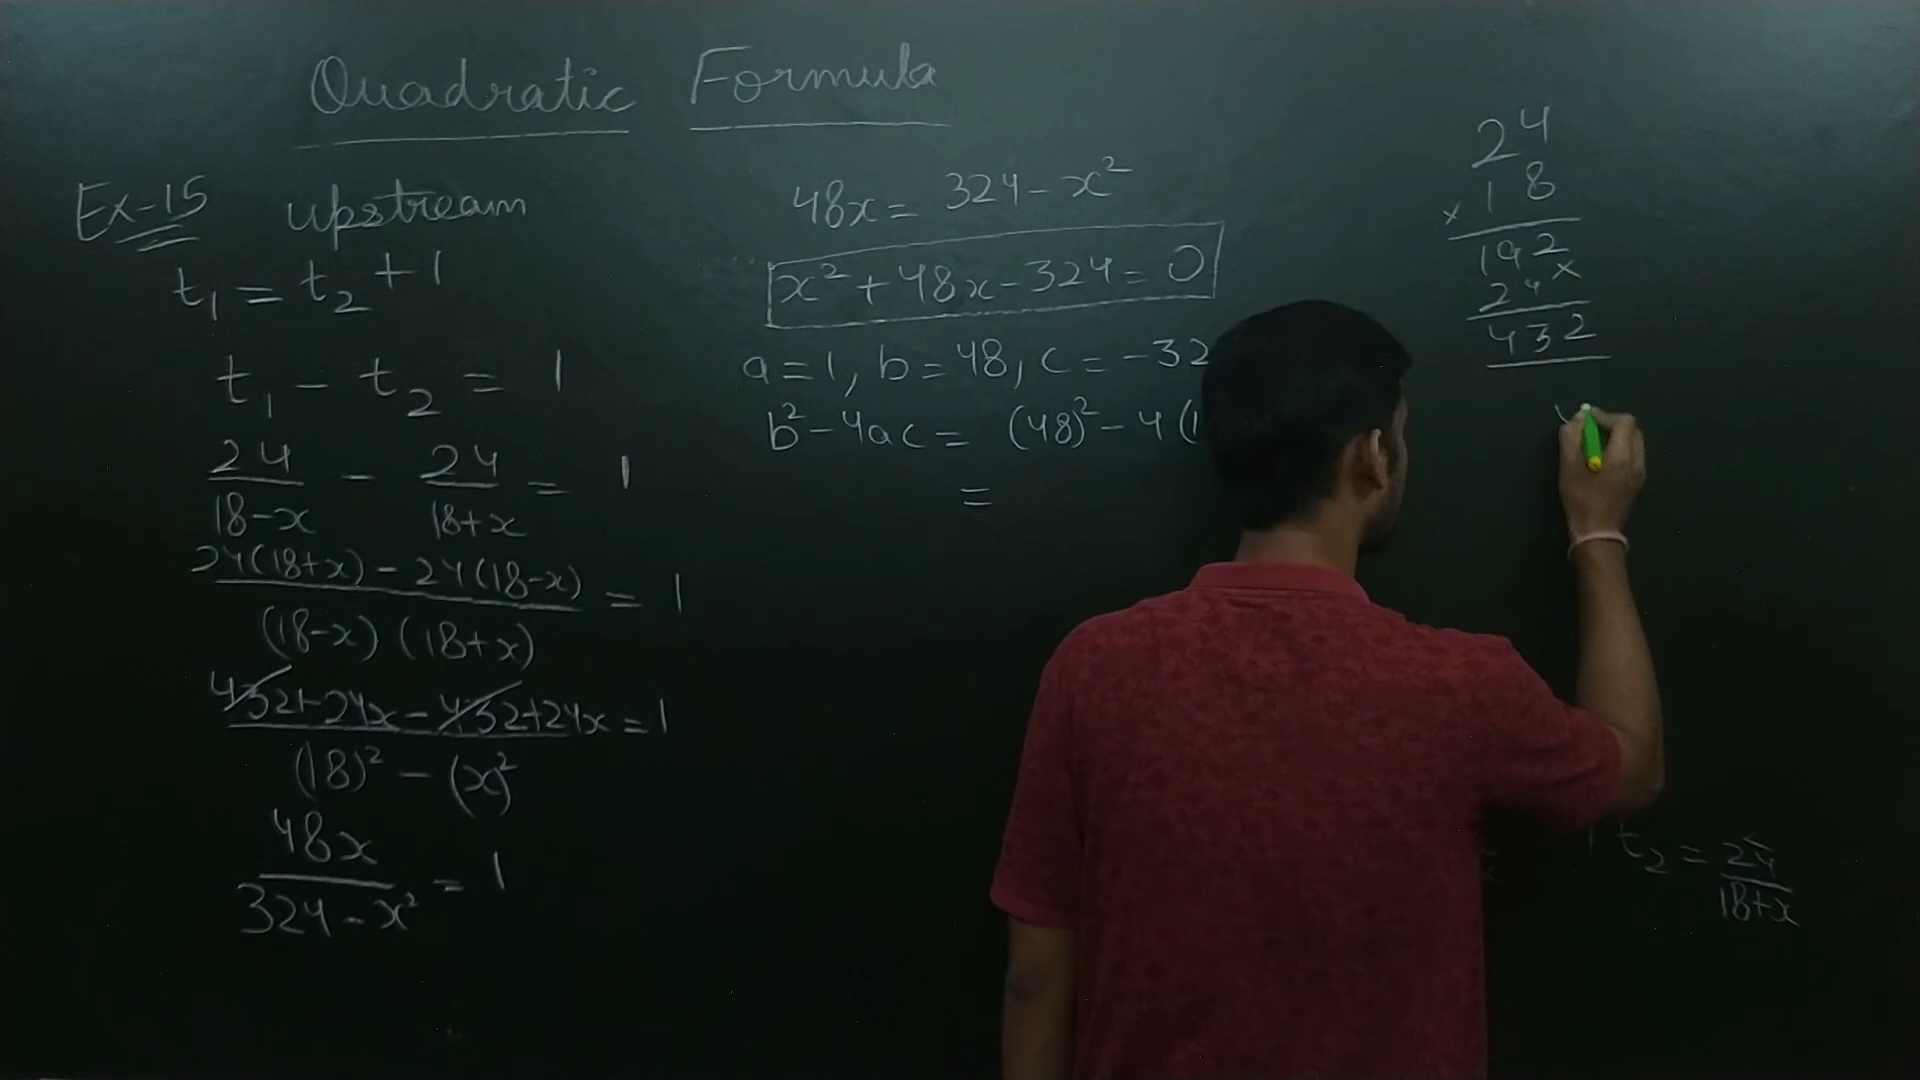 Quadratic Formula
Ex-15 upstream
t₁ = t₂ + 1
t₁ - t₂ = 1
24/18-x - 24/18+x = 1
24(18+x) - 24(18-x)/(18-x)(18+x) = 1
432+24x-432+24x/(18)² - (x)² = 1
48x/324-x² = 1
48x = 324-x²
x²+48x-324=0
a=1, b=48, c=-32
b²-4ac = (48)²-4(1
=
24
×18
192
24×
432
t₂ = 24/18+x